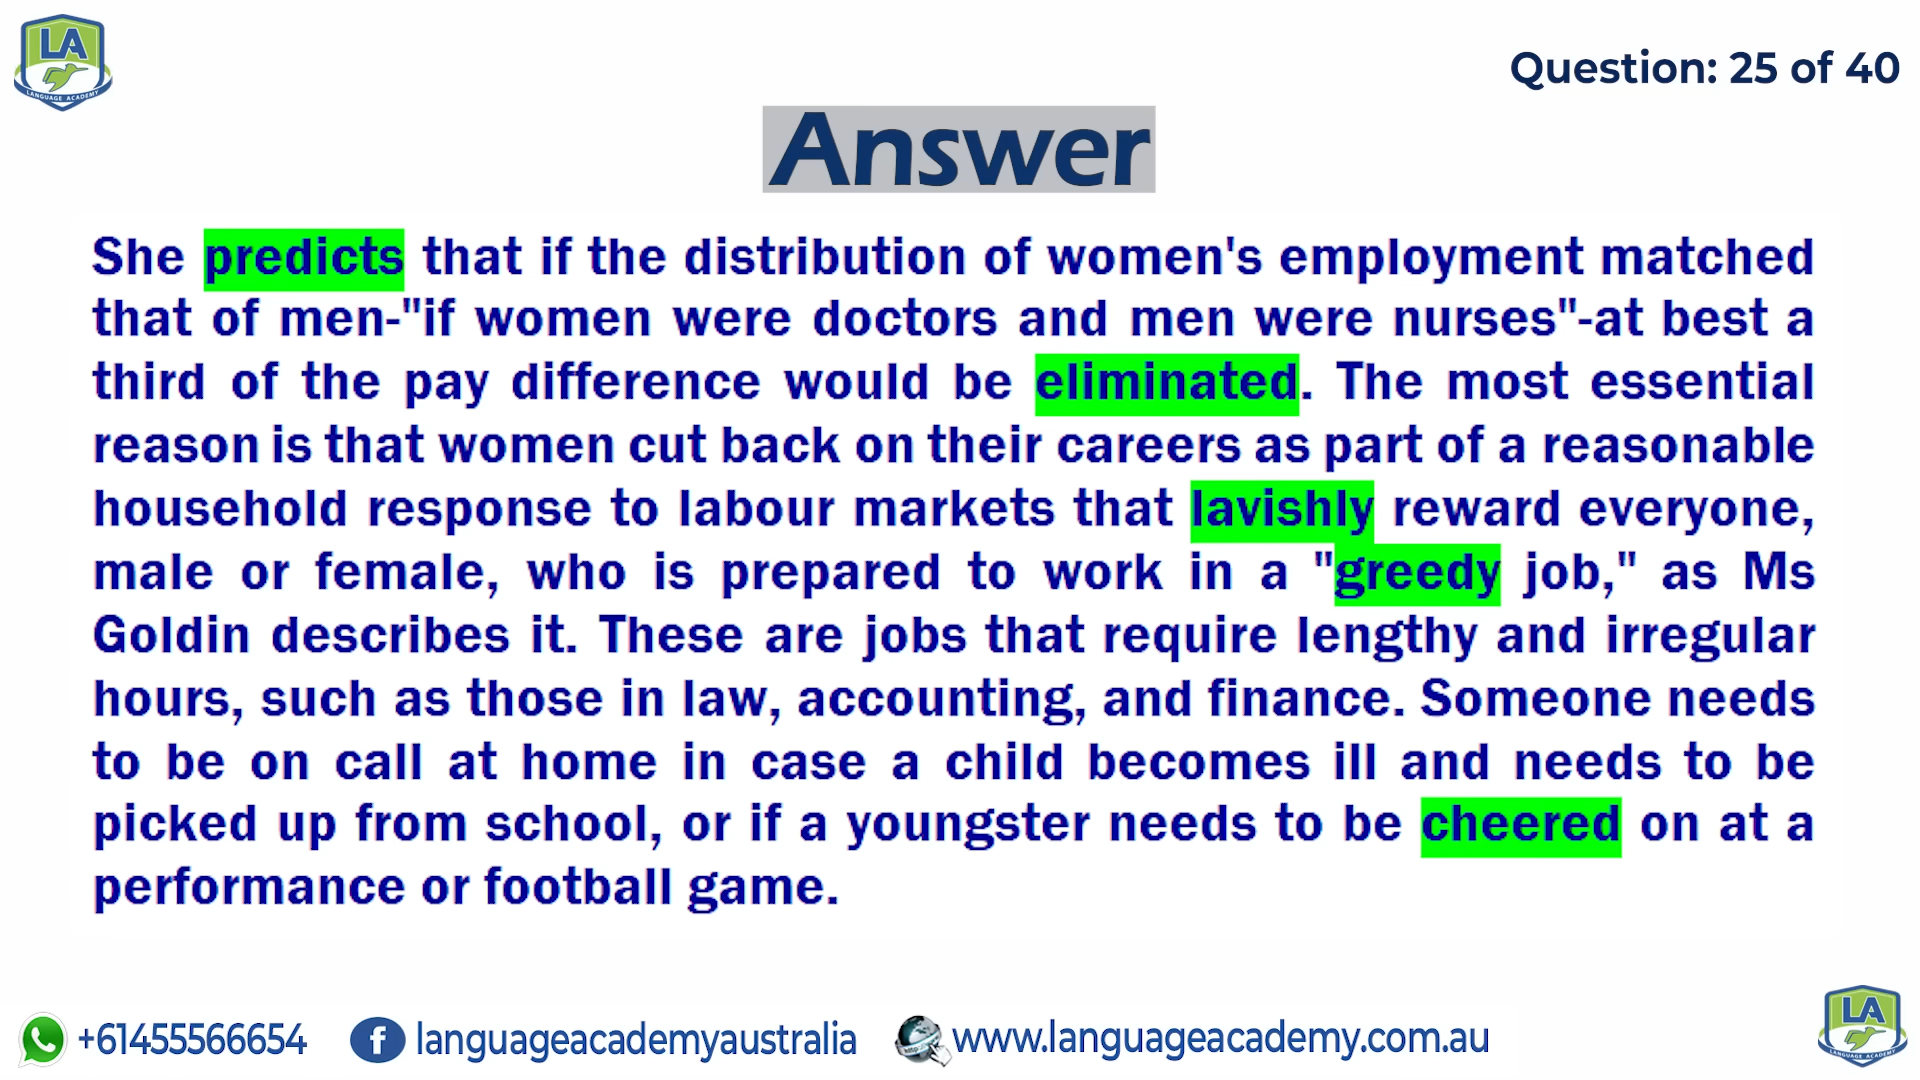 LA
LANGUAGE ACADEMY
Question: 25 of 40
Answer
She predicts that if the distribution of women's employment matched
that of men-"if women were doctors and men were nurses"-at best a
third of the pay difference would be eliminated. The most essential
reason is that women cut back on their careers as part of a reasonable
household response to labour markets that lavishly reward everyone,
male or female, who is prepared to work in a "greedy job," as Ms
Goldin describes it. These are jobs that require lengthy and irregular
hours, such as those in law, accounting, and finance. Someone needs
to be on call at home in case a child becomes ill and needs to be
picked up from school, or if a youngster needs to be cheered on at a
performance or football game.
+61455566654
f languageacademyaustralia
http www.languageacademy.com.au
LA
LANGUAGE ACADEMY